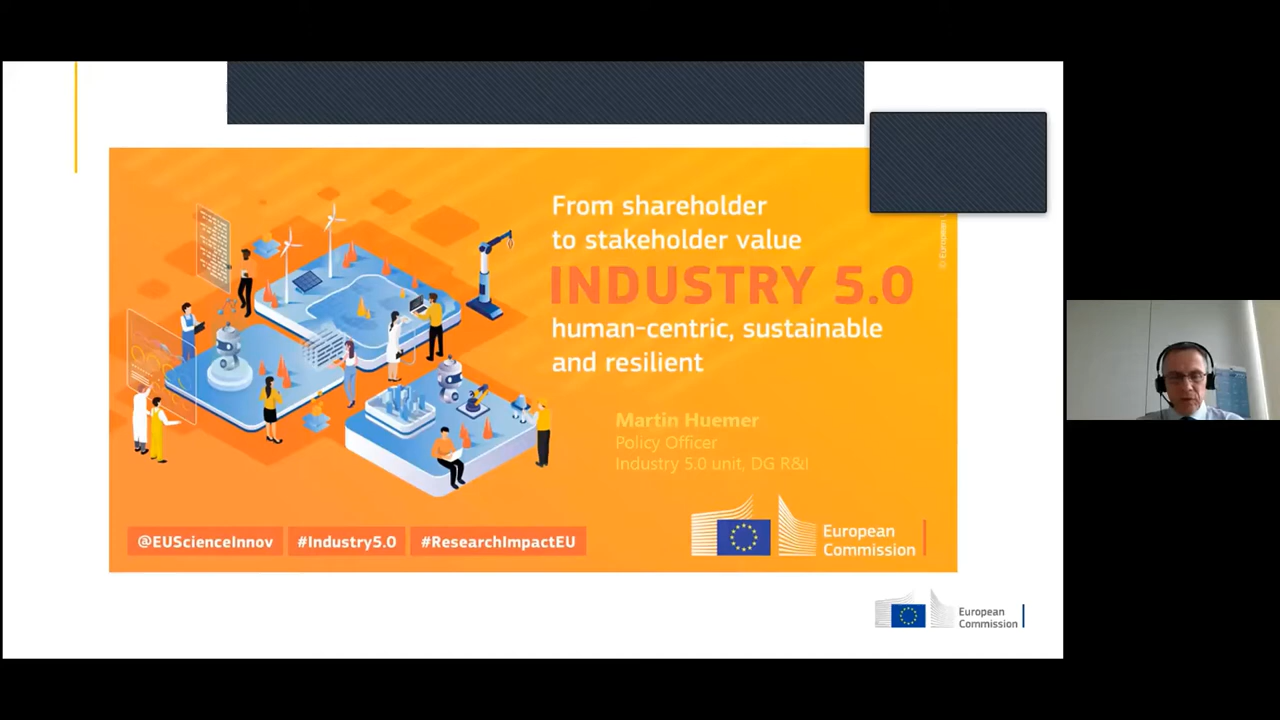 From shareholder
to stakeholder value
INDUSTRY 5.0
human-centric, sustainable
and resilient
Martin Huemer
Policy Officer
Industry 5.0 unit, DG R&I
@EUScienceInnov
#Industry5.0
#ResearchImpactEU
European
Commission
European
Commission
© European